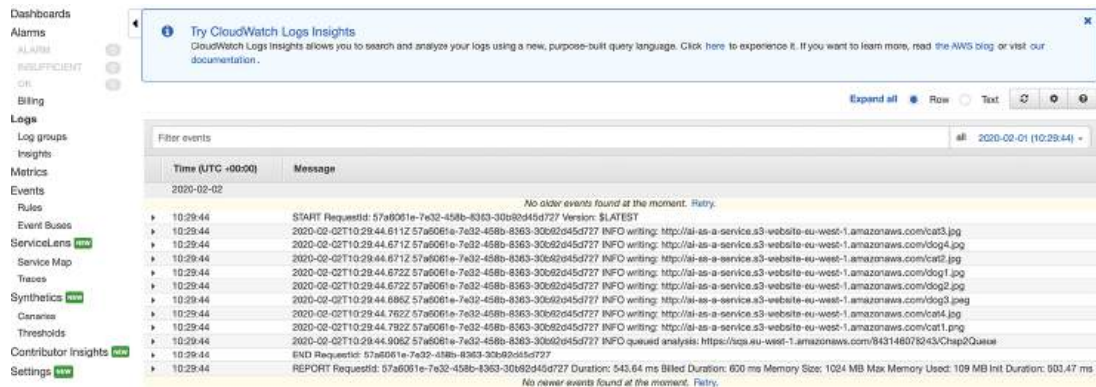 Dashboards
Alarms
ALARM 0
INSUFFICIENT 0
OK 0
Billing
Logs
Log groups
Insights
Metrics
Events
Rules
Event Buses
ServiceLens NEW
Service Map
Traces
Synthetics NEW
Canaries
Thresholds
Contributor Insights NEW
Settings NEW
Try CloudWatch Logs Insights
CloudWatch Logs Insights allows you to search and analyze your logs using a new, purpose-built query language. Click here to experience it. If you want to learn more, read the AWS blog or visit our
documentation.
Expand all Row Text
Filter events all 2020-02-01 (10:29:44)
Time (UTC +00:00) Message
2020-02-02
No older events found at the moment. Retry.
10:29:44 START RequestId: 57a6061e-7e32-458b-8363-30b92d45d727 Version: $LATEST
10:29:44 2020-02-02T10:29:44.611Z 57a6061e-7e32-458b-8363-30b92d45d727 INFO writing: http://ai-as-a-service.s3-website-eu-west-1.amazonaws.com/cat3.jpg
10:29:44 2020-02-02T10:29:44.671Z 57a6061e-7e32-458b-8363-30b92d45d727 INFO writing: http://ai-as-a-service.s3-website-eu-west-1.amazonaws.com/dog4.jpg
10:29:44 2020-02-02T10:29:44.671Z 57a6061e-7e32-458b-8363-30b92d45d727 INFO writing: http://ai-as-a-service.s3-website-eu-west-1.amazonaws.com/cat2.jpg
10:29:44 2020-02-02T10:29:44.672Z 57a6061e-7e32-458b-8363-30b92d45d727 INFO writing: http://ai-as-a-service.s3-website-eu-west-1.amazonaws.com/dog1.jpg
10:29:44 2020-02-02T10:29:44.672Z 57a6061e-7e32-458b-8363-30b92d45d727 INFO writing: http://ai-as-a-service.s3-website-eu-west-1.amazonaws.com/dog2.jpg
10:29:44 2020-02-02T10:29:44.686Z 57a6061e-7e32-458b-8363-30b92d45d727 INFO writing: http://ai-as-a-service.s3-website-eu-west-1.amazonaws.com/dog3.jpeg
10:29:44 2020-02-02T10:29:44.762Z 57a6061e-7e32-458b-8363-30b92d45d727 INFO writing: http://ai-as-a-service.s3-website-eu-west-1.amazonaws.com/cat4.jpg
10:29:44 2020-02-02T10:29:44.792Z 57a6061e-7e32-458b-8363-30b92d45d727 INFO writing: http://ai-as-a-service.s3-website-eu-west-1.amazonaws.com/cat1.png
10:29:44 2020-02-02T10:29:44.906Z 57a6061e-7e32-458b-8363-30b92d45d727 INFO queued analysis: https://sqs.eu-west-1.amazonaws.com/843146078243/Chap2Queue
10:29:44 END RequestId: 57a6061e-7e32-458b-8363-30b92d45d727
10:29:44 REPORT RequestId: 57a6061e-7e32-458b-8363-30b92d45d727 Duration: 543.64 ms Billed Duration: 600 ms Memory Size: 1024 MB Max Memory Used: 109 MB Init Duration: 503.47 ms
No newer events found at the moment. Retry.